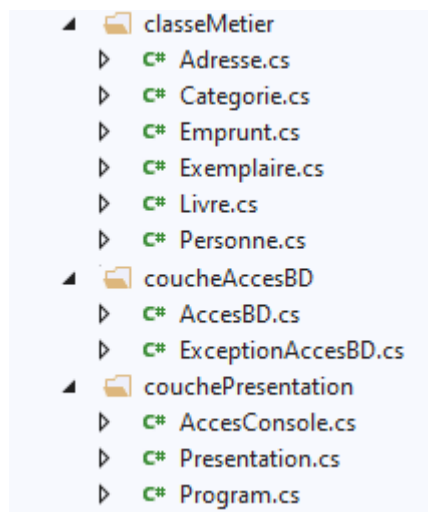 classeMetier
C# Adresse.cs
C# Categorie.cs
C# Emprunt.cs
C# Exemplaire.cs
C# Livre.cs
C# Personne.cs
coucheAccesBD
C# AccesBD.cs
C# ExceptionAccesBD.cs
couchePresentation
C# AccesConsole.cs
C# Presentation.cs
C# Program.cs